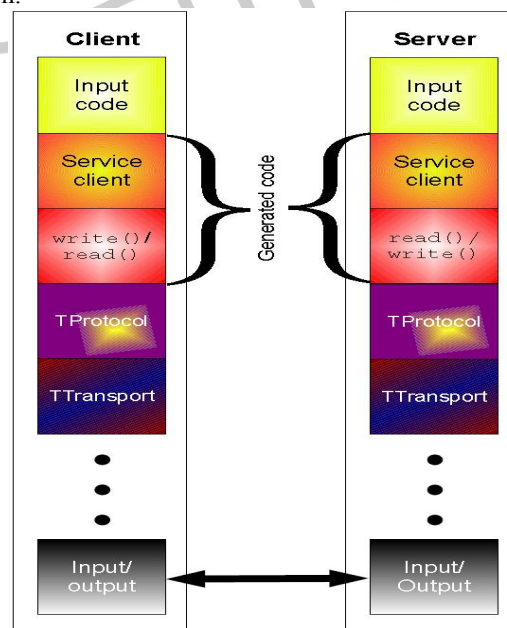 Client
Input
code
Service
client
write()/
read()
TProtocol
TTransport
Input/
output
Generated code
Server
Input
code
Service
client
read()/
write()
TProtocol
TTransport
Input/
Output